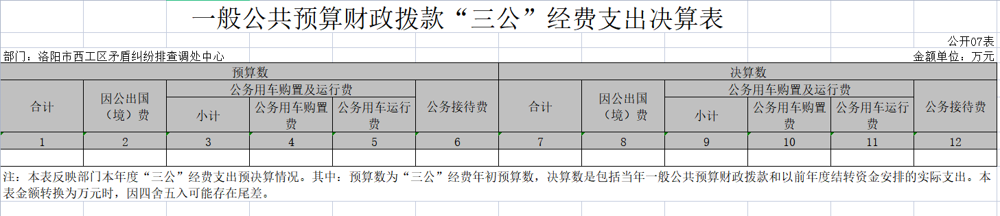 一般公共预算财政拨款“三公”经费支出决算表
公开07表
部门：洛阳市西工区矛盾纠纷排查调处中心 金额单位：万元
预算数 决算数
合计 因公出国（境）费 公务用车购置及运行费 公务接待费 合计 因公出国（境）费 公务用车购置及运行费 公务接待费
小计 公务用车购置费 公务用车运行费 小计 公务用车购置费 公务用车运行费
1 2 3 4 5 6 7 8 9 10 11 12
注：本表反映部门本年度“三公”经费支出预决算情况。其中：预算数为“三公”经费年初预算数，决算数是包括当年一般公共预算财政拨款和以前年度结转资金安排的实际支出。本
表金额转换为万元时，因四舍五入可能存在尾差。